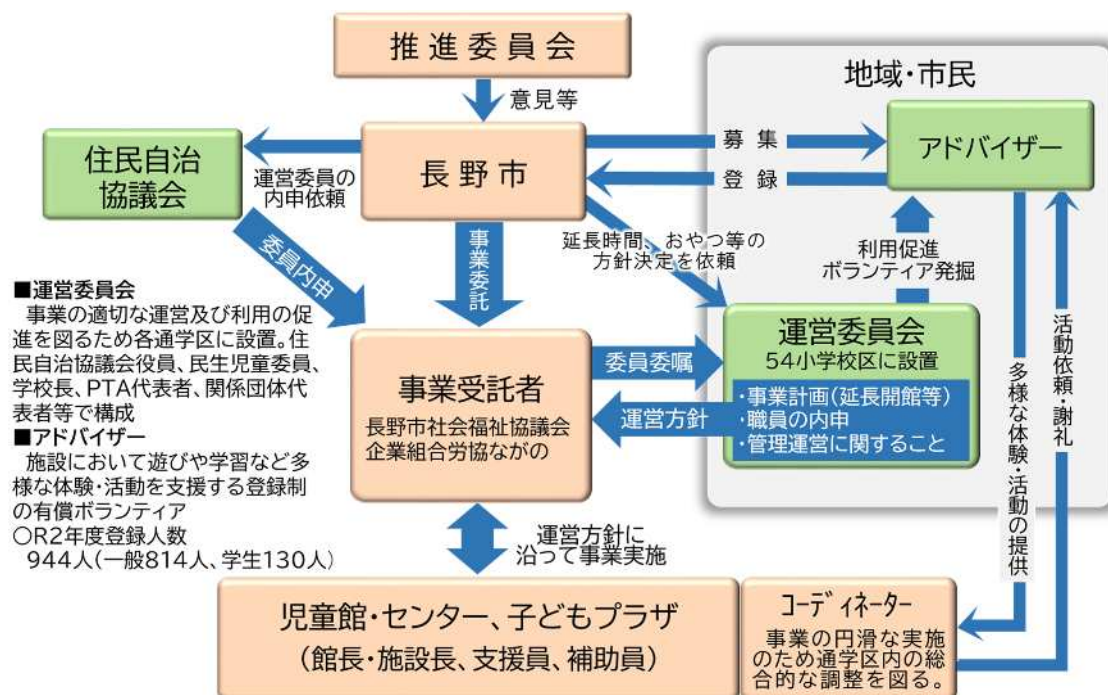 推進委員会
意見等
地域・市民
住民自治
協議会
長野市
募集
登録
アドバイザー
運営委員の
内申依頼
委員内申
事業委託
延長時間、おやつ等の
方針決定を依頼
利用促進
ボランティア発掘
■運営委員会
事業の適切な運営及び利用の促
進を図るため各通学区に設置。住
民自治協議会役員、民生児童委員、
学校長、PTA代表者、関係団体代
表者等で構成
■アドバイザー
施設において遊びや学習など多
様な体験・活動を支援する登録制
の有償ボランティア
○R2年度登録人数
944人(一般814人、学生130人)
事業受託者
長野市社会福祉協議会
企業組合労協ながの
委員委嘱
運営方針
運営委員会
54小学校区に設置
・事業計画(延長開館等)
・職員の内申
・管理運営に関すること
多様な体験・活動の提供
活動依頼・謝礼
運営方針に
沿って事業実施
児童館・センター、子どもプラザ
(館長・施設長、支援員、補助員)
ｺｰﾃﾞｨﾈｰﾀｰ
事業の円滑な実施
のため通学区内の総
合的な調整を図る。